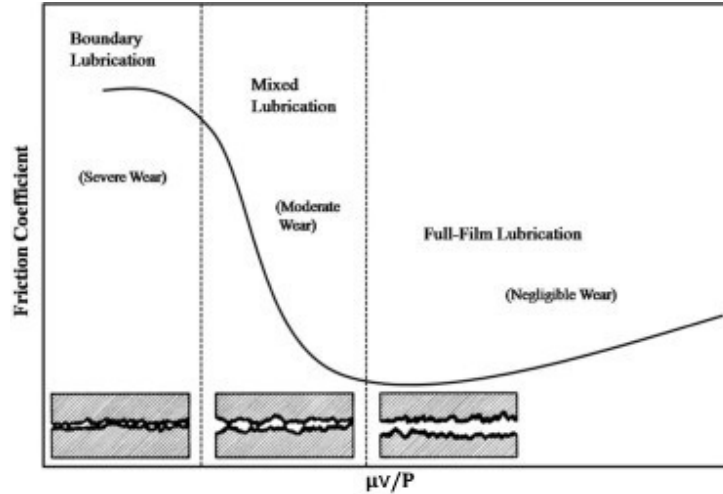 Boundary
Lubrication
Mixed
Lubrication
(Severe Wear)
(Moderate
Wear)
Full-Film Lubrication
(Negligible Wear)
Friction Coefficient
μV/P